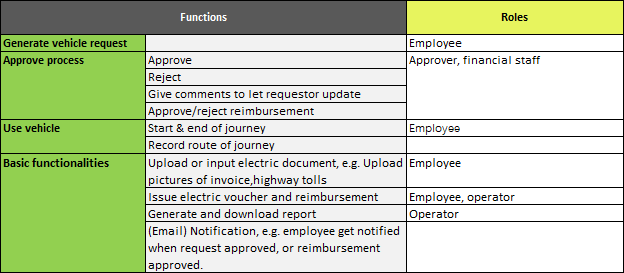 Functions Roles
Generate vehicle request Employee
Approve process Approve Approver, financial staff
Reject
Give comments to let requestor update
Approve/reject reimbursement
Use vehicle Start & end of journey Employee
Record route of journey
Basic functionalities Upload or input electric document, e.g. Upload Employee
pictures of invoice,highway tolls
Issue electric voucher and reimbursement Employee, operator
Generate and download report Operator
(Email) Notification, e.g. employee get notified
when request approved, or reimbursement
approved.